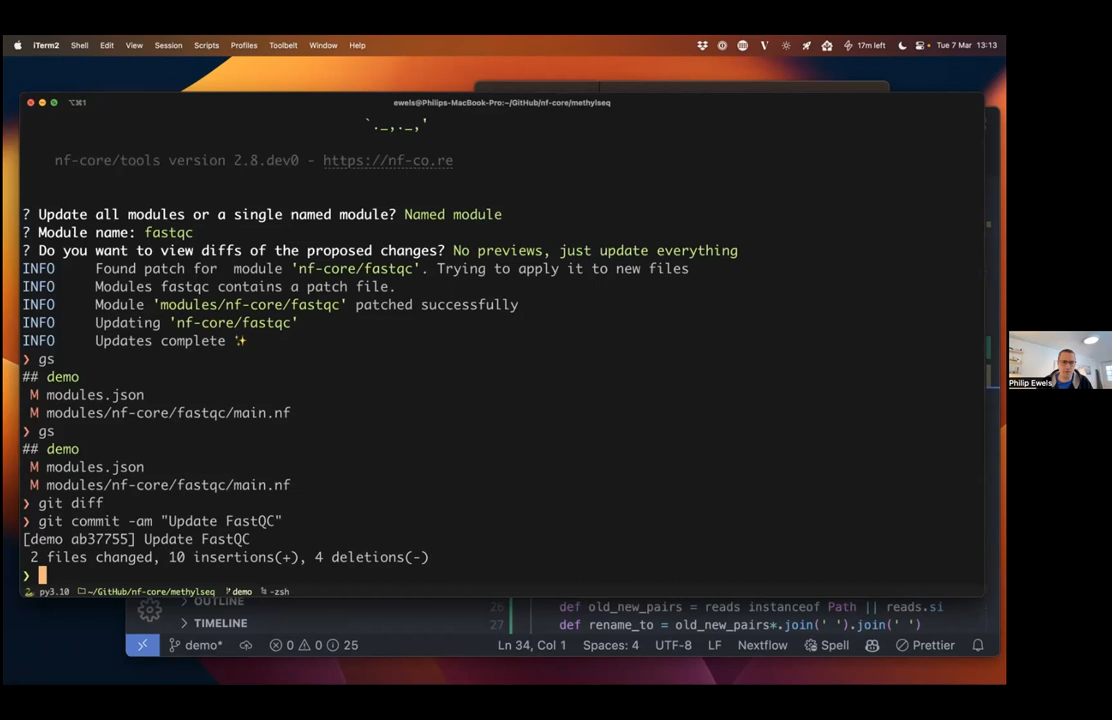 iTerm2 Shell Edit View Session Scripts Profiles Toolbelt Window Help 17m left Tue 7 Mar 13:13
⌥⌘1 ewels@Philips-MacBook-Pro:~/GitHub/nf-core/methylseq
`._,._,'
nf-core/tools version 2.8.dev0 - https://nf-co.re
? Update all modules or a single named module? Named module
? Module name: fastqc
? Do you want to view diffs of the proposed changes? No previews, just update everything
INFO Found patch for module 'nf-core/fastqc'. Trying to apply it to new files
INFO Modules fastqc contains a patch file.
INFO Module 'modules/nf-core/fastqc' patched successfully
INFO Updating 'nf-core/fastqc'
INFO Updates complete ✨
❯ gs
## demo
M modules.json
M modules/nf-core/fastqc/main.nf
❯ gs
## demo
M modules.json
M modules/nf-core/fastqc/main.nf
❯ git diff
❯ git commit -am "Update FastQC"
[demo ab37755] Update FastQC
2 files changed, 10 insertions(+), 4 deletions(-)
❯
py3.10 ~/GitHub/nf-core/methylseq demo -zsh
Philip Ewels
> OUTLINE
> TIMELINE
26 def old_new_pairs = reads instanceof Path || reads.si
27 def rename_to = old_new_pairs*.join(' ').join(' ')
demo* 0 0 25 Ln 34, Col 1 Spaces: 4 UTF-8 LF Nextflow Spell Prettier